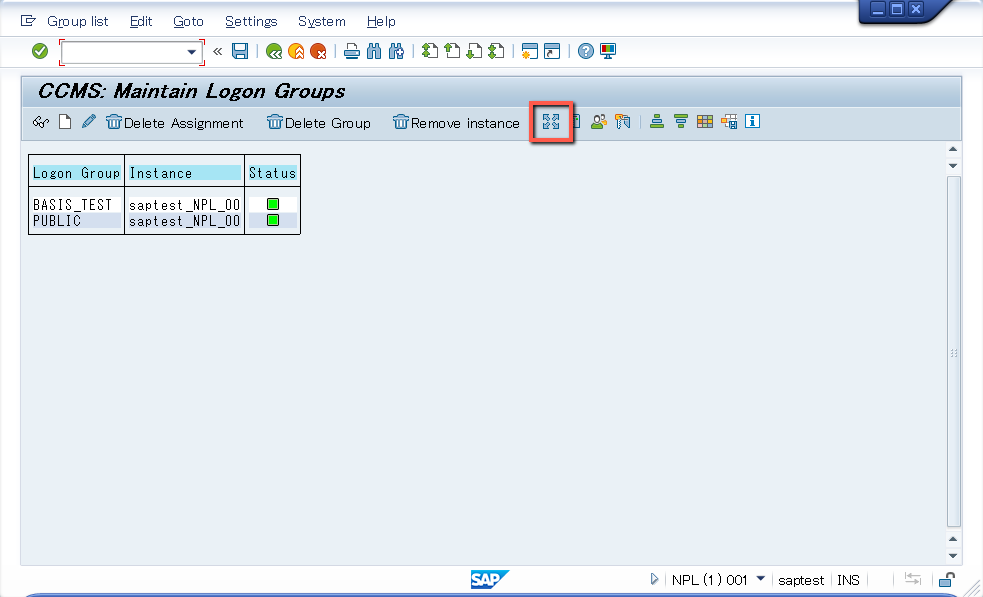 Group list Edit Goto Settings System Help
CCMS: Maintain Logon Groups
Delete Assignment Delete Group Remove instance
Logon Group Instance Status
BASIS_TEST saptest_NPL_00
PUBLIC saptest_NPL_00
SAP NPL (1) 001 saptest INS